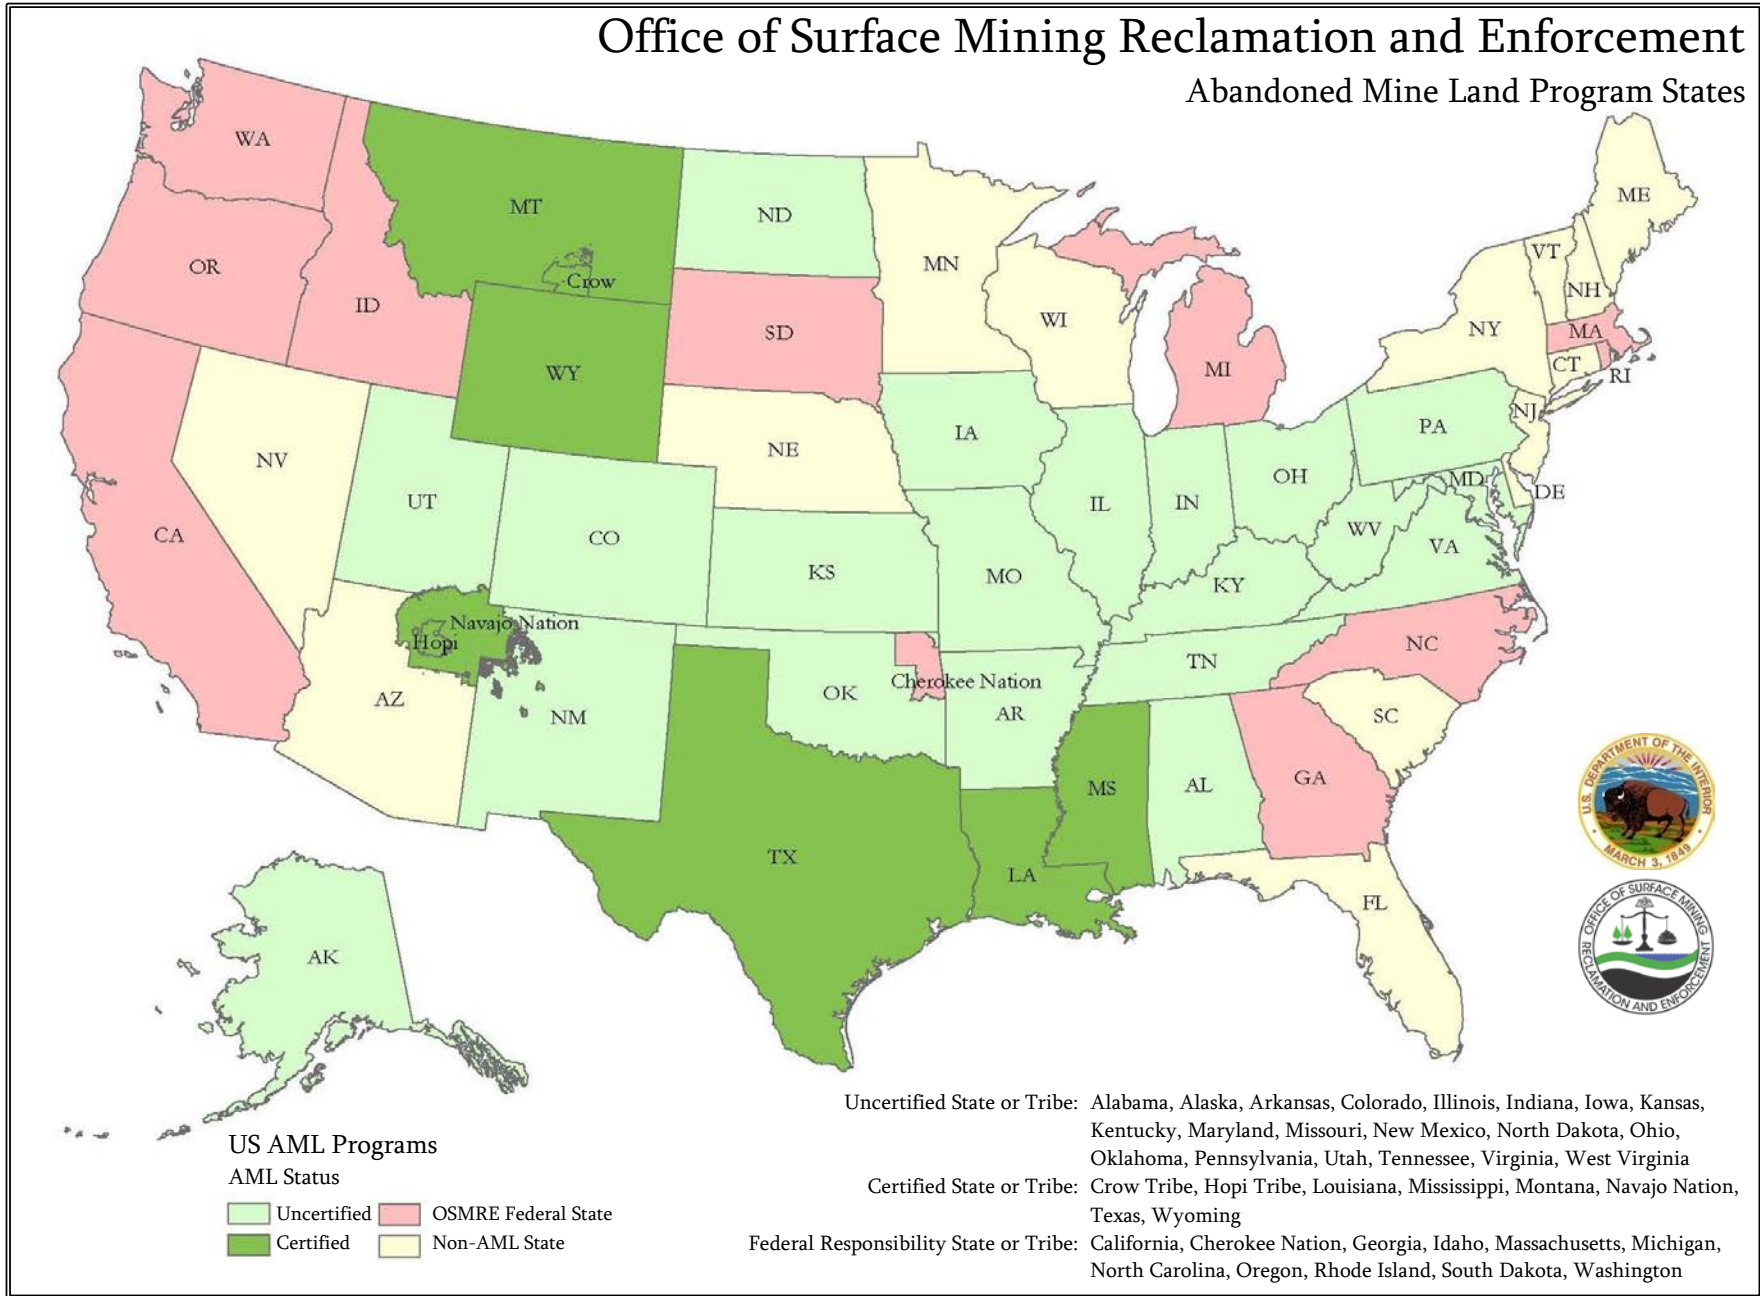 Office of Surface Mining Reclamation and Enforcement
Abandoned Mine Land Program States
WA
MT
ND
MN
ME
VT
NH
OR
ID
Crow
SD
WI
MI
NY
MA
CT
RI
WY
NE
IA
PA
NJ
NV
UT
CO
KS
MO
IL
IN
OH
MD
DE
WV
VA
KY
CA
Navajo Nation
Hopi
AZ
NM
OK
Cherokee Nation
AR
TN
NC
SC
TX
LA
MS
AL
GA
FL
AK
U.S. DEPARTMENT OF THE INTERIOR
MARCH 3, 1849
OFFICE OF SURFACE MINING
RECLAMATION AND ENFORCEMENT
US AML Programs
AML Status
Uncertified
OSMRE Federal State
Certified
Non-AML State
Uncertified State or Tribe: Alabama, Alaska, Arkansas, Colorado, Illinois, Indiana, Iowa, Kansas,
Kentucky, Maryland, Missouri, New Mexico, North Dakota, Ohio,
Oklahoma, Pennsylvania, Utah, Tennessee, Virginia, West Virginia
Certified State or Tribe: Crow Tribe, Hopi Tribe, Louisiana, Mississippi, Montana, Navajo Nation,
Texas, Wyoming
Federal Responsibility State or Tribe: California, Cherokee Nation, Georgia, Idaho, Massachusetts, Michigan,
North Carolina, Oregon, Rhode Island, South Dakota, Washington